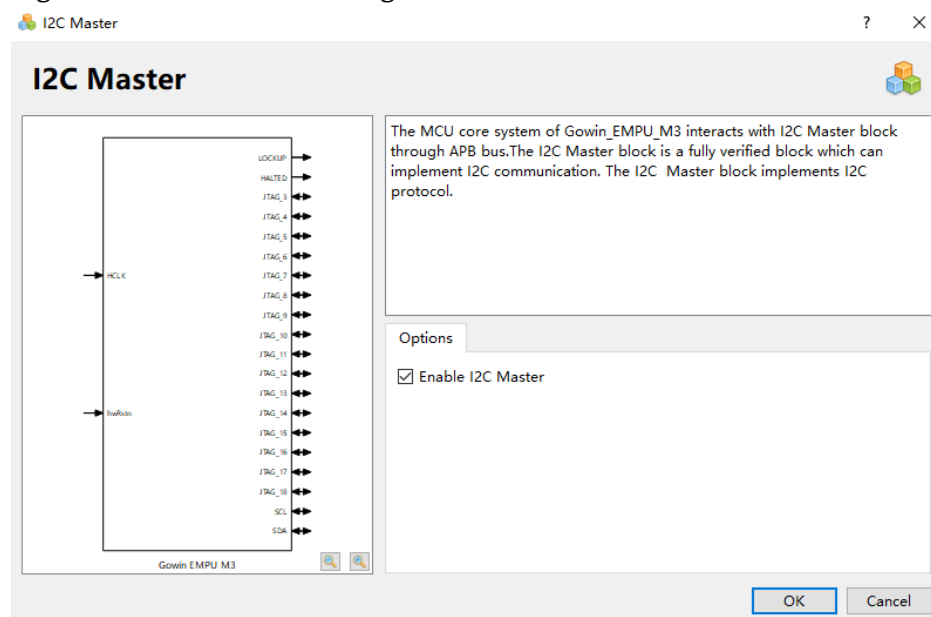 I2C Master
?
I2C Master
LOCKUP
HALTED
JTAG_3
JTAG_4
JTAG_5
JTAG_6
HCLK
JTAG_7
JTAG_8
JTAG_9
JTAG_10
JTAG_11
JTAG_12
JTAG_13
hwRstn
JTAG_14
JTAG_15
JTAG_16
JTAG_17
JTAG_18
SCL
SDA
Gowin EMPU M3
The MCU core system of Gowin_EMPU_M3 interacts with I2C Master block
through APB bus.The I2C Master block is a fully verified block which can
implement I2C communication. The I2C  Master block implements I2C
protocol.
Options
Enable I2C Master
OK
Cancel